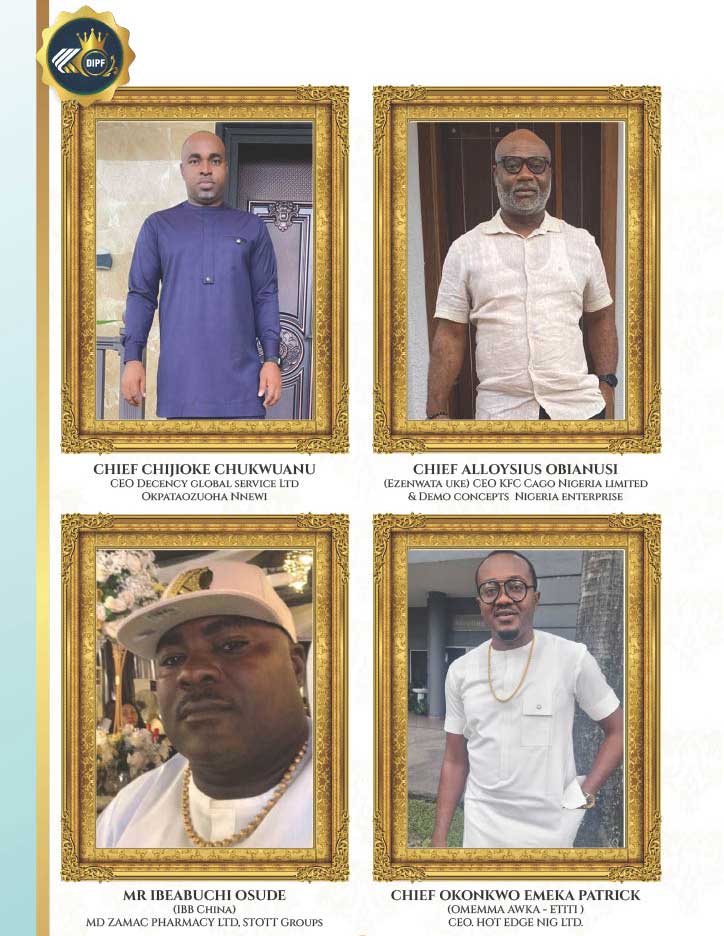 DIPF
CHIEF CHIJIOKE CHUKWUANU
CEO DECENCY GLOBAL SERVICE LTD
OKPATAOZUOHA NNEWI
CHIEF ALLOYSIUS OBIANUSI
(EZENWATA UKE) CEO KFC CAGO NIGERIA LIMITED
& DEMO CONCEPTS NIGERIA ENTERPRISE
MR IBEABUCHI OSUDE
(IBB CHINA)
MD ZAMAC PHARMACY LTD, STOTT GROUPS
CHIEF OKONKWO EMEKA PATRICK
(OMEMMA AWKA - ETITI )
CEO. HOT EDGE NIG LTD.